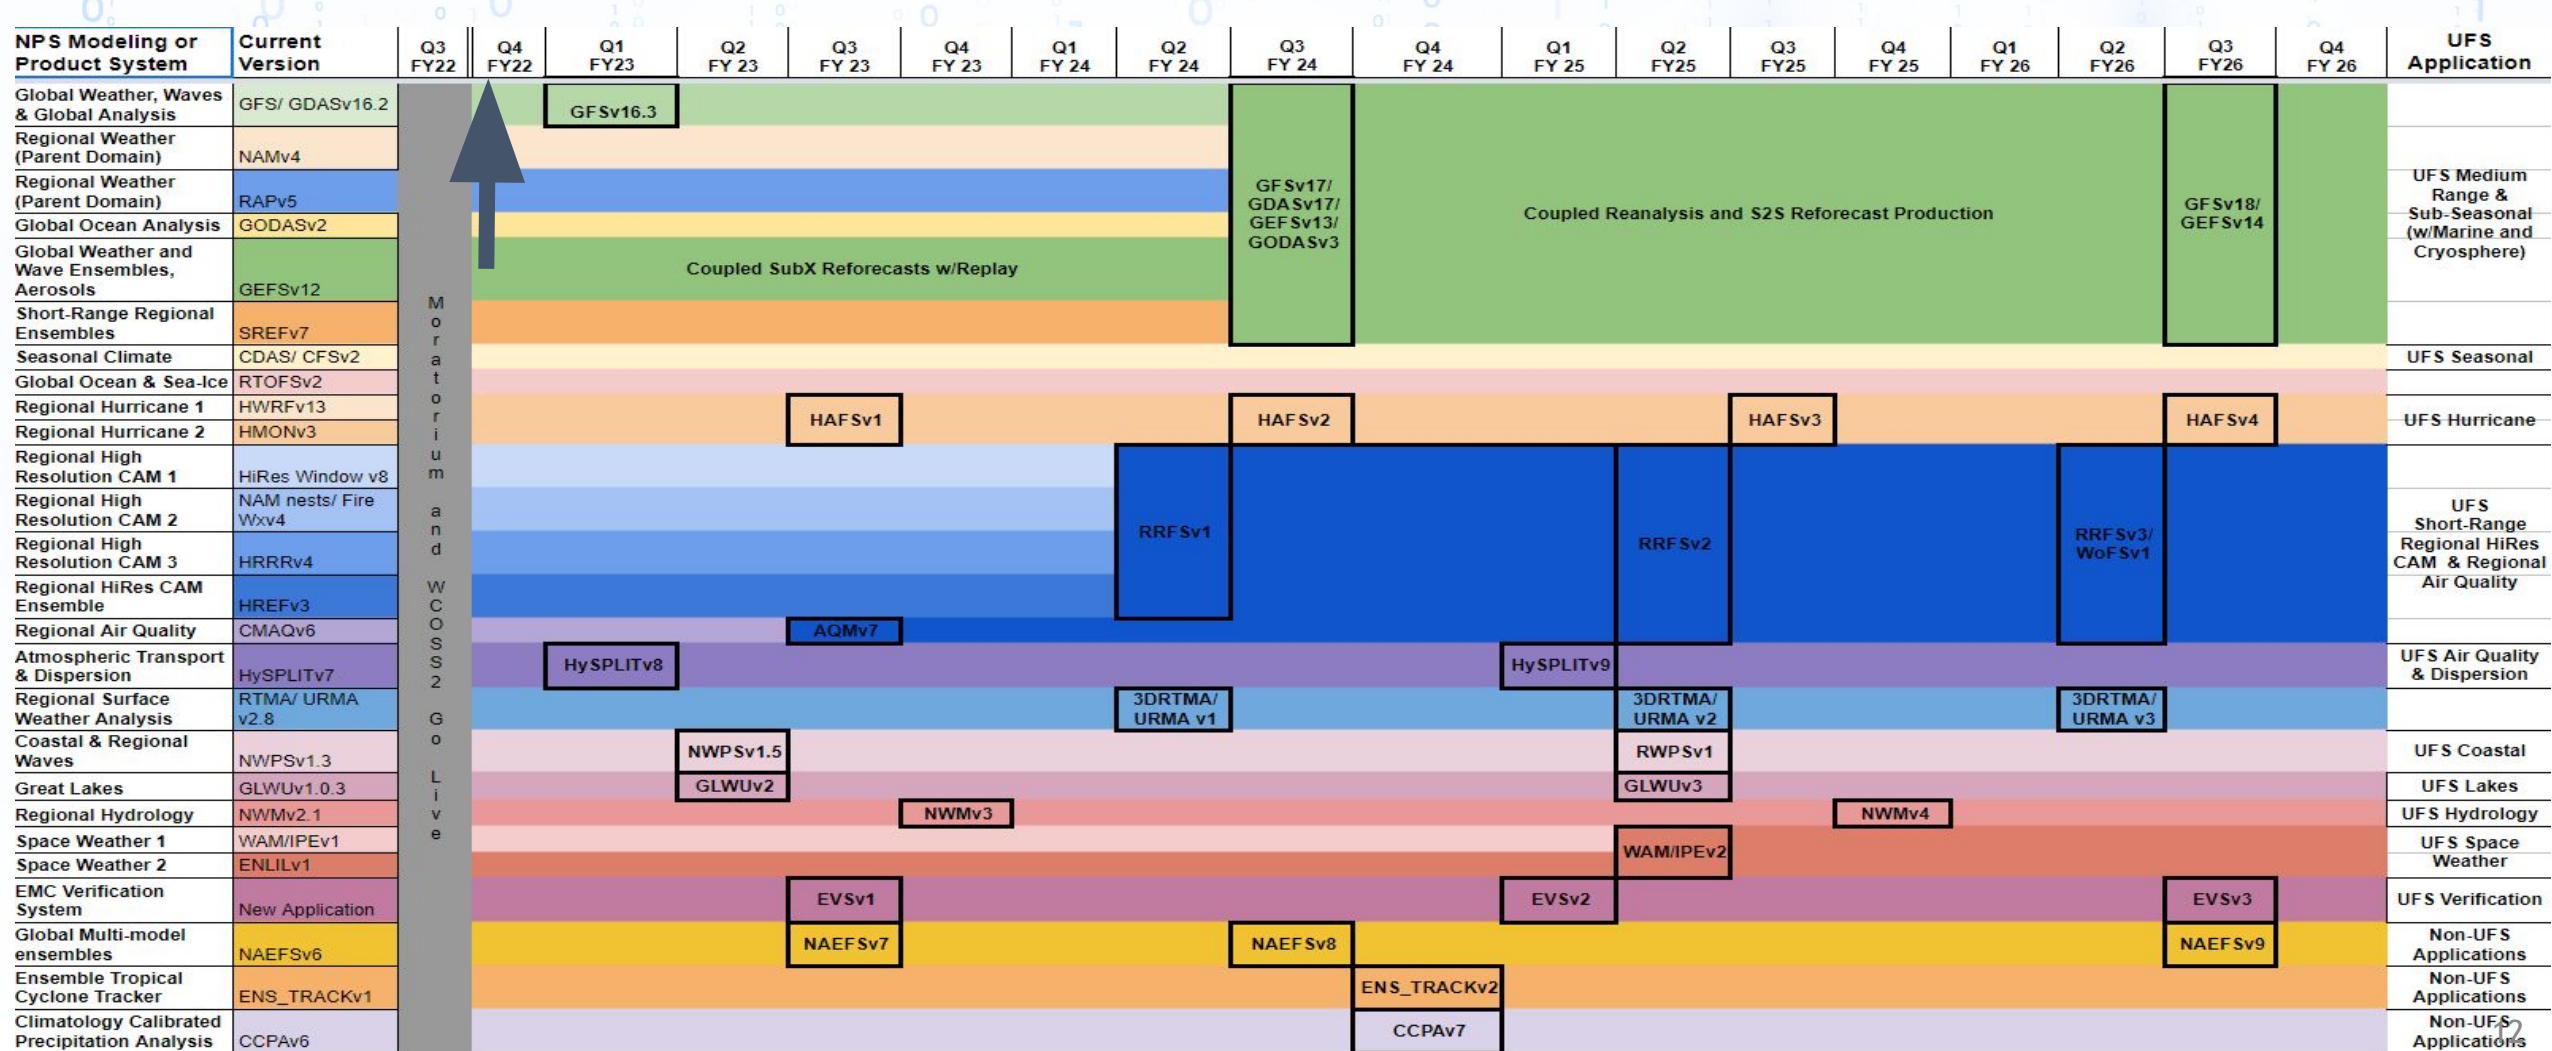 NPS Modeling or
Product System
Current
Version
Q3
FY22
Q4
FY22
Q1
FY23
Q2
FY 23
Q3
FY 23
Q4
FY 23
Q1
FY 24
Q2
FY 24
Q3
FY 24
Q4
FY 24
Q1
FY 25
Q2
FY25
Q3
FY25
Q4
FY 25
Q1
FY 26
Q2
FY26
Q3
FY26
Q4
FY 26
UFS
Application
Global Weather, Waves
& Global Analysis
GFS/ GDASv16.2
GFSv16.3
Regional Weather
(Parent Domain)
NAMv4
Regional Weather
(Parent Domain)
RAPv5
Global Ocean Analysis
GODASv2
Global Weather and
Wave Ensembles,
Aerosols
GEFSv12
Coupled SubX Reforecasts w/Replay
Short-Range Regional
Ensembles
SREFv7
GFSv17/
GDASv17/
GEFSv13/
GODASv3
Coupled Reanalysis and S2S Reforecast Production
GFSv18/
GEFSv14
UFS Medium
Range &
Sub-Seasonal
(w/Marine and
Cryosphere)
Moratorium and WCOSS2 Go Live
Seasonal Climate
CDAS/ CFSv2
UFS Seasonal
Global Ocean & Sea-Ice
RTOFSv2
Regional Hurricane 1
HWRFv13
Regional Hurricane 2
HMONv3
HAFSv1
HAFSv2
HAFSv3
HAFSv4
UFS Hurricane
Regional High
Resolution CAM 1
HiRes Window v8
Regional High
Resolution CAM 2
NAM nests/ Fire
Wxv4
Regional High
Resolution CAM 3
HRRRv4
Regional HiRes CAM
Ensemble
HREFv3
RRFSv1
RRFSv2
RRFSv3/
WoFSv1
UFS
Short-Range
Regional HiRes
CAM & Regional
Air Quality
Regional Air Quality
CMAQv6
AQMv7
Atmospheric Transport
& Dispersion
HySPLITv7
HySPLITv8
HySPLITv9
UFS Air Quality
& Dispersion
Regional Surface
Weather Analysis
RTMA/ URMA
v2.8
3DRTMA/
URMA v1
3DRTMA/
URMA v2
3DRTMA/
URMA v3
Coastal & Regional
Waves
NWPSv1.3
NWPSv1.5
RWPSv1
UFS Coastal
Great Lakes
GLWUv1.0.3
GLWUv2
GLWUv3
UFS Lakes
Regional Hydrology
NWMv2.1
NWMv3
NWMv4
UFS Hydrology
Space Weather 1
WAM/IPEv1
Space Weather 2
ENLILv1
WAM/IPEv2
UFS Space
Weather
EMC Verification
System
New Application
EVSv1
EVSv2
EVSv3
UFS Verification
Global Multi-model
ensembles
NAEFSv6
NAEFSv7
NAEFSv8
NAEFSv9
Non-UFS
Applications
Ensemble Tropical
Cyclone Tracker
ENS_TRACKv1
ENS_TRACKv2
Non-UFS
Applications
Climatology Calibrated
Precipitation Analysis
CCPAv6
CCPAv7
Non-UFS
Applications
12